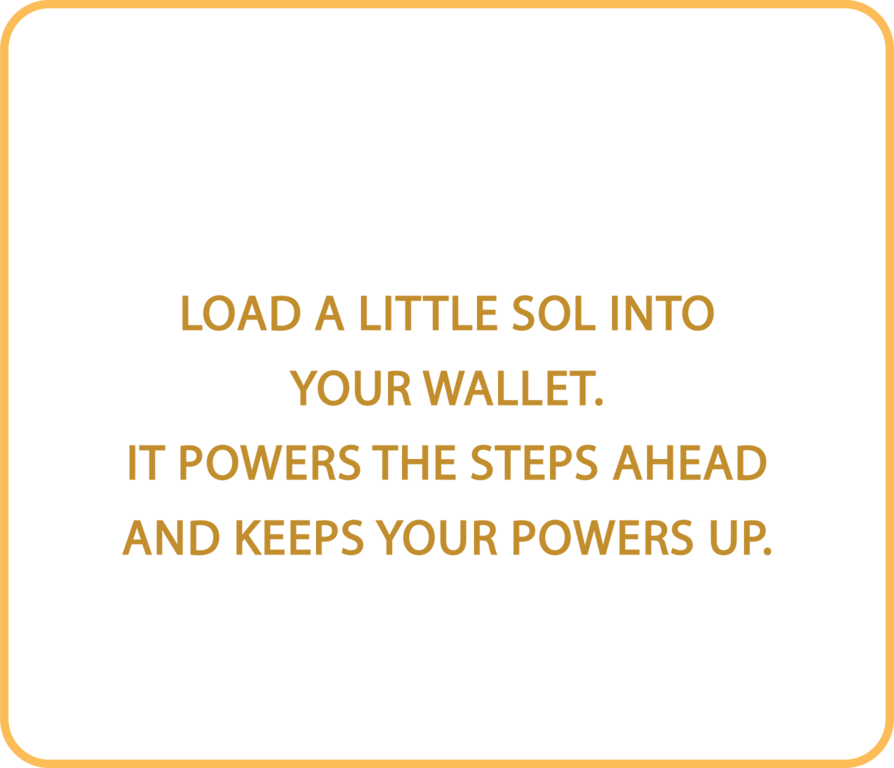 LOAD A LITTLE SOL INTO
YOUR WALLET.
IT POWERS THE STEPS AHEAD
AND KEEPS YOUR POWERS UP.